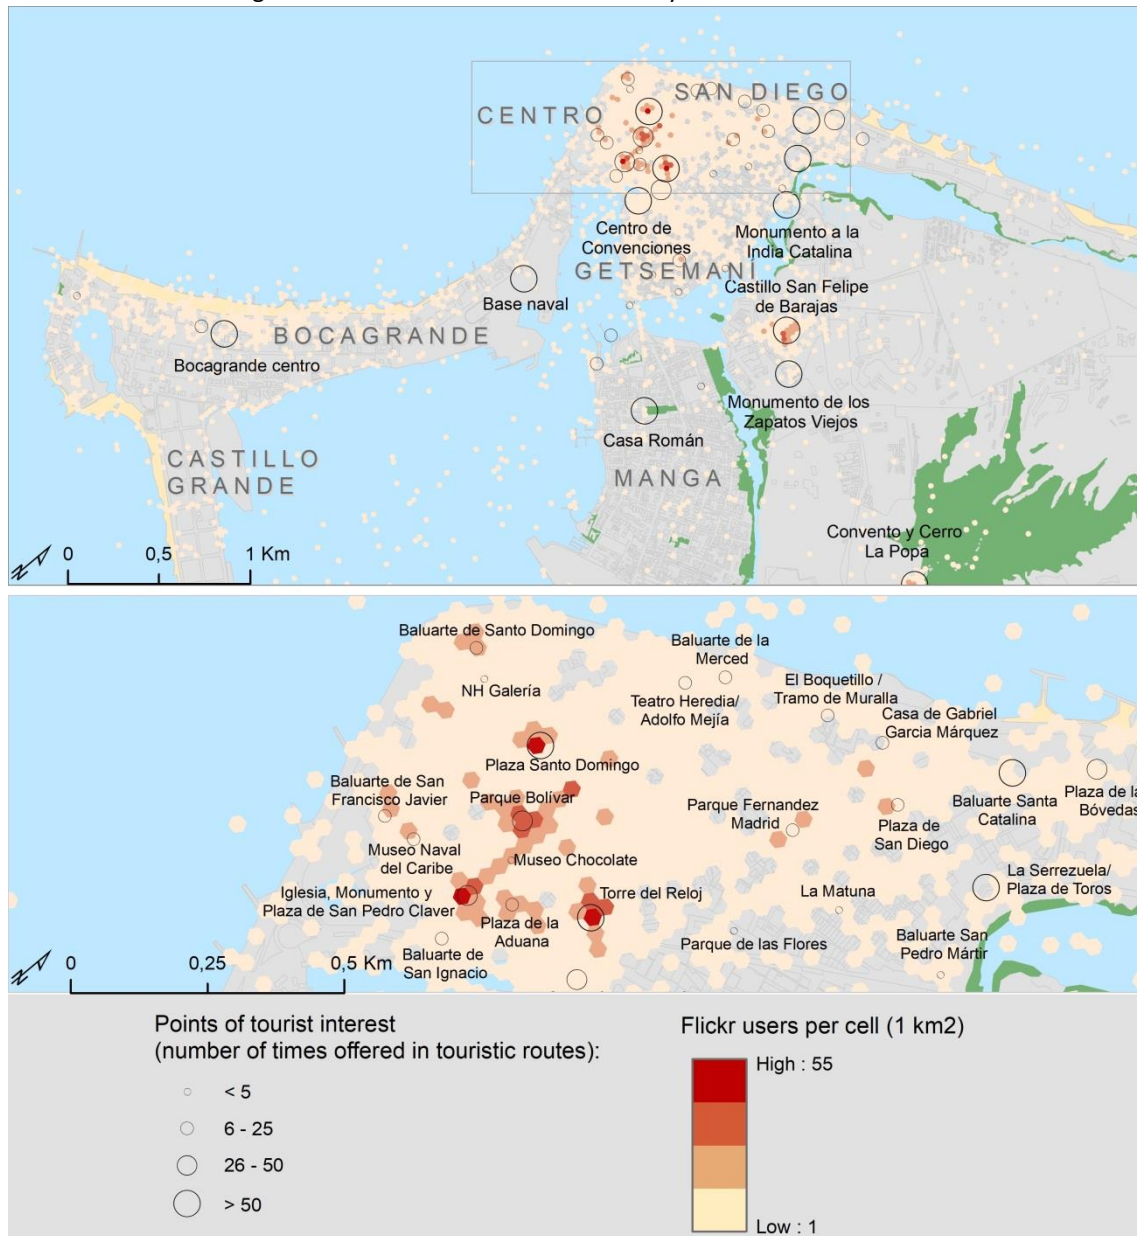 CENTRO
SAN DIEGO
Centro de
Convenciones
Monumento a la
India Catalina
GETSEMANÍ
Castillo San Felipe
de Barajas
Base naval
BOCAGRANDE
Bocagrande centro
Monumento de los
Zapatos Viejos
Casa Román
CASTILLO
GRANDE
MANGA
Convento y Cerro
La Popa
N
0 0,5 1 Km
Baluarte de Santo Domingo
Baluarte de la
Merced
NH Galería
Teatro Heredia/
Adolfo Mejía
El Boquetillo /
Tramo de Muralla
Casa de Gabriel
Garcia Márquez
Plaza Santo Domingo
Baluarte de San
Francisco Javier
Parque Bolívar
Parque Fernandez
Madrid
Baluarte Santa
Catalina
Plaza de la
Bóvedas
Plaza de
San Diego
Museo Naval
del Caribe
Museo Chocolate
Iglesia, Monumento y
Plaza de San Pedro Claver
Torre del Reloj
La Matuna
La Serrezuela/
Plaza de Toros
Plaza de la
Aduana
Baluarte de
San Ignacio
Parque de las Flores
Baluarte San
Pedro Mártir
N
0 0,25 0,5 Km
Points of tourist interest
(number of times offered in touristic routes):
< 5
6 - 25
26 - 50
> 50
Flickr users per cell (1 km2)
High : 55
Low : 1